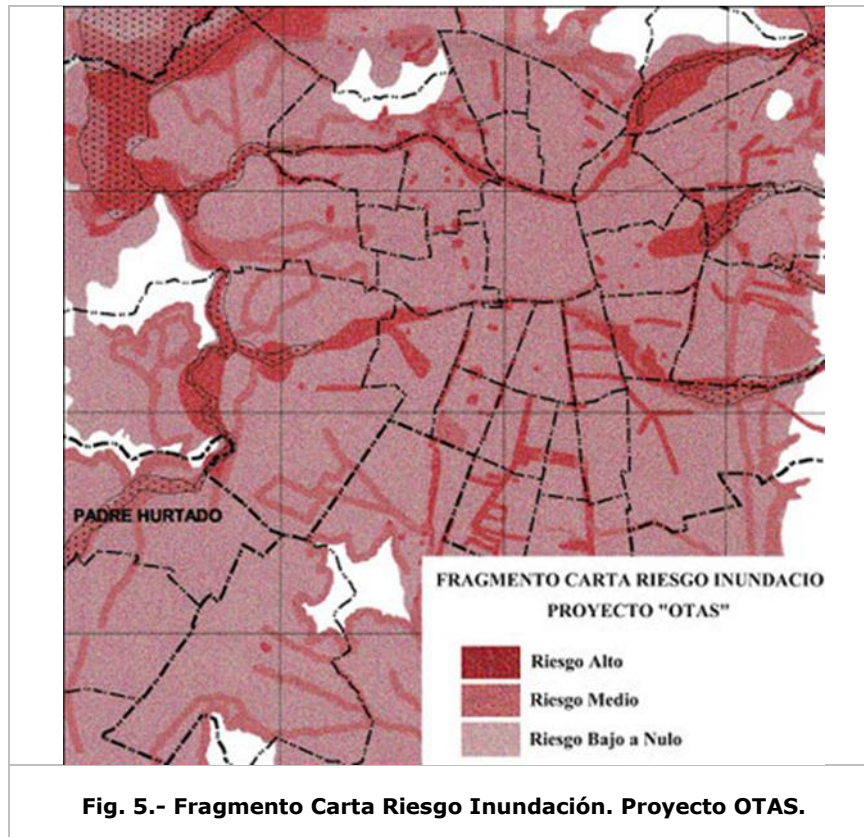 PADRE HURTADO
FRAGMENTO CARTA RIESGO INUNDACIO
PROYECTO "OTAS"
Riesgo Alto
Riesgo Medio
Riesgo Bajo a Nulo
Fig. 5.- Fragmento Carta Riesgo Inundación. Proyecto OTAS.